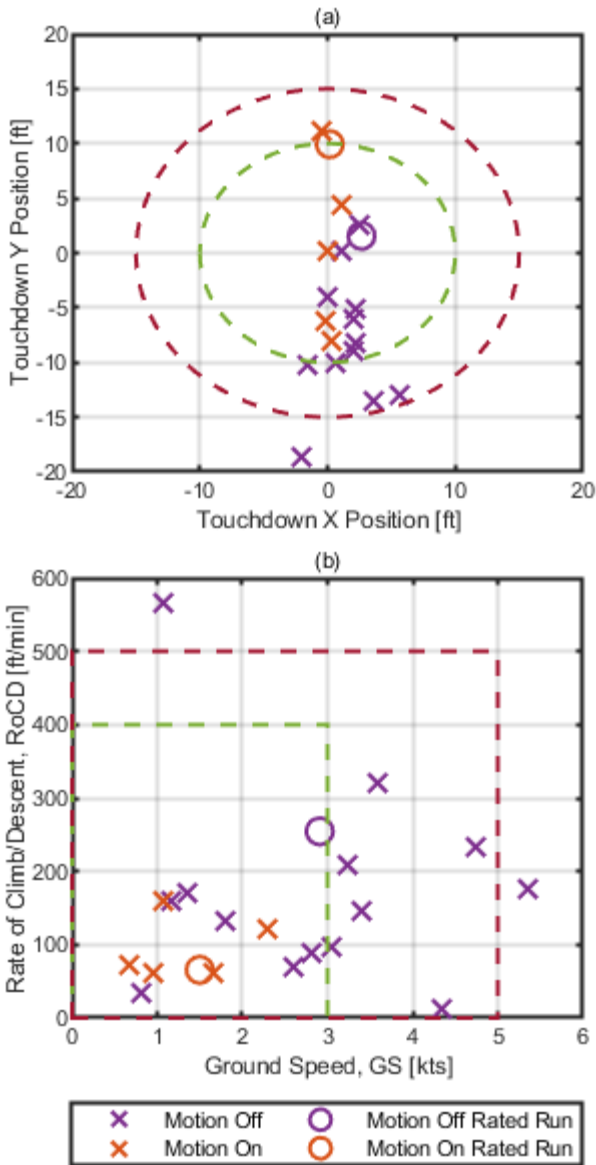 (a)
20
15
10
5
0
-5
-10
-15
-20
Touchdown Y Position [ft]
-20 -10 0 10 20
Touchdown X Position [ft]
(b)
600
500
400
300
200
100
0
Rate of Climb/Descent, RoCD [ft/min]
0 1 2 3 4 5 6
Ground Speed, GS [kts]
Motion Off Motion Off Rated Run
Motion On Motion On Rated Run